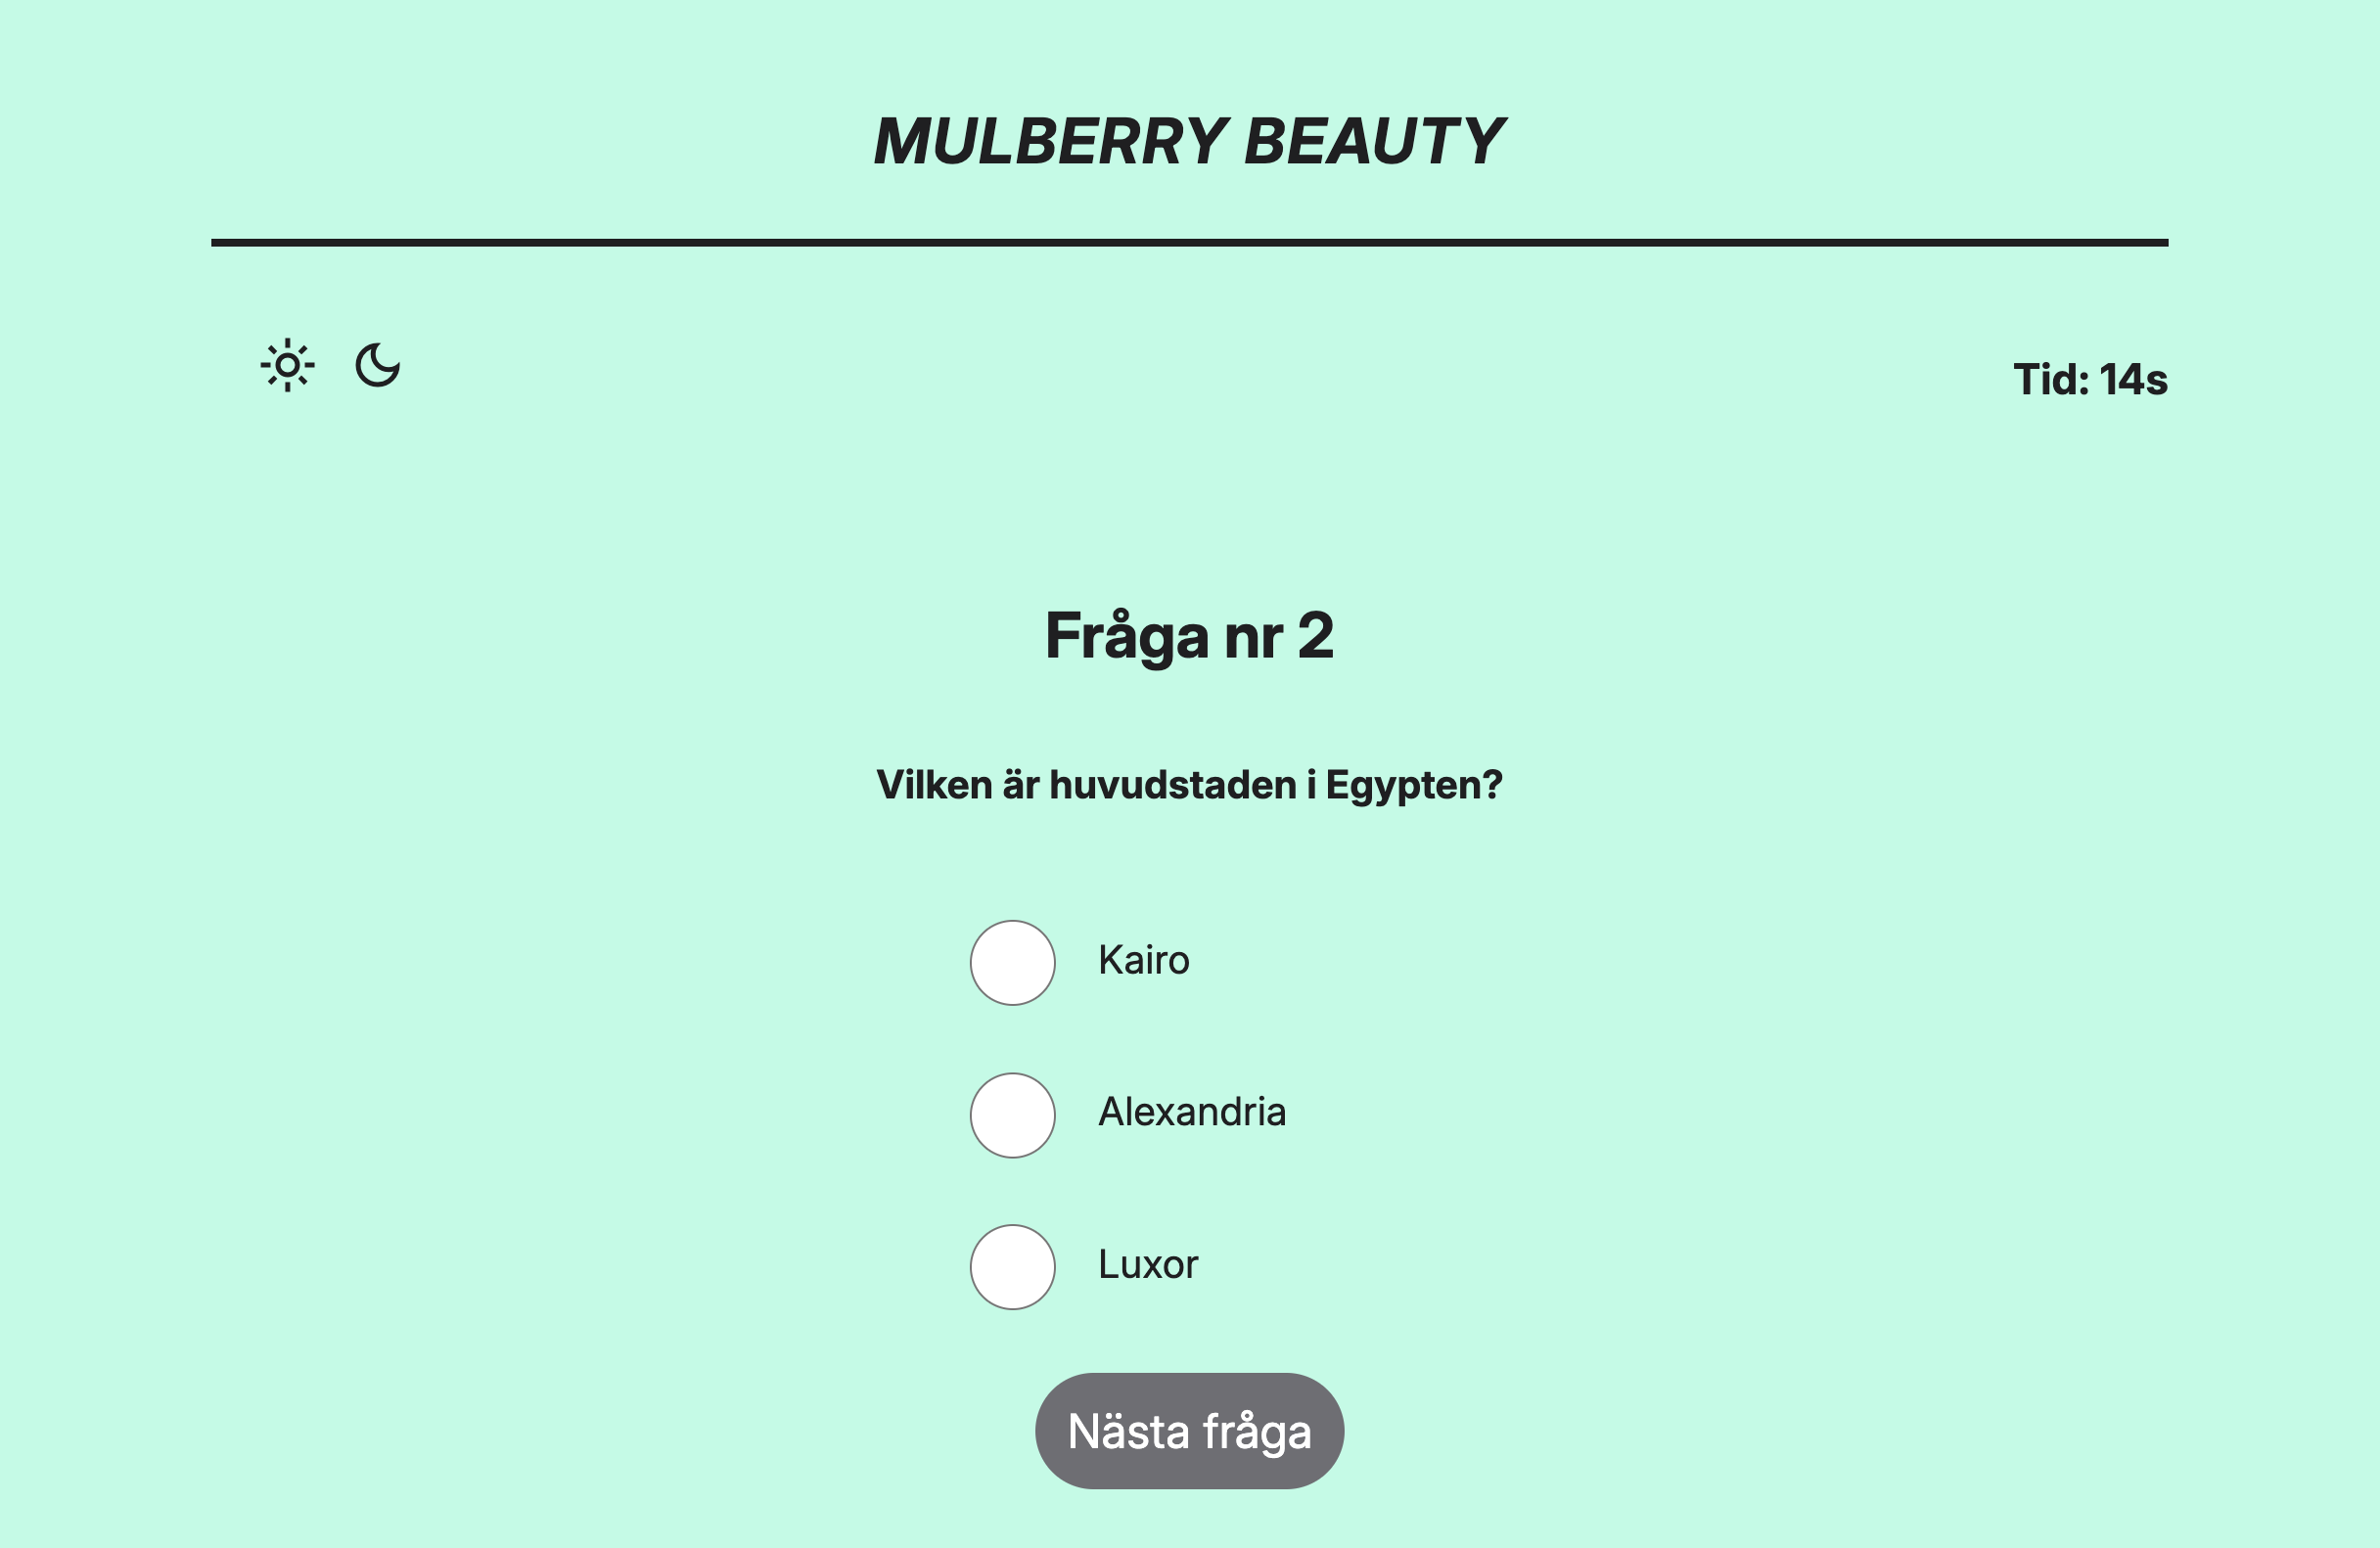 MULBERRY BEAUTY
Tid: 14s
Fråga nr 2
Vilken är huvudstaden i Egypten?
Kairo
Alexandria
Luxor
Nästa fråga